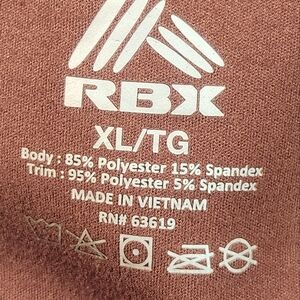 RBX
XL/TG
Body : 85% Polyester 15% Spandex
Trim : 95% Polyester 5% Spandex
MADE IN VIETNAM
RN# 63619